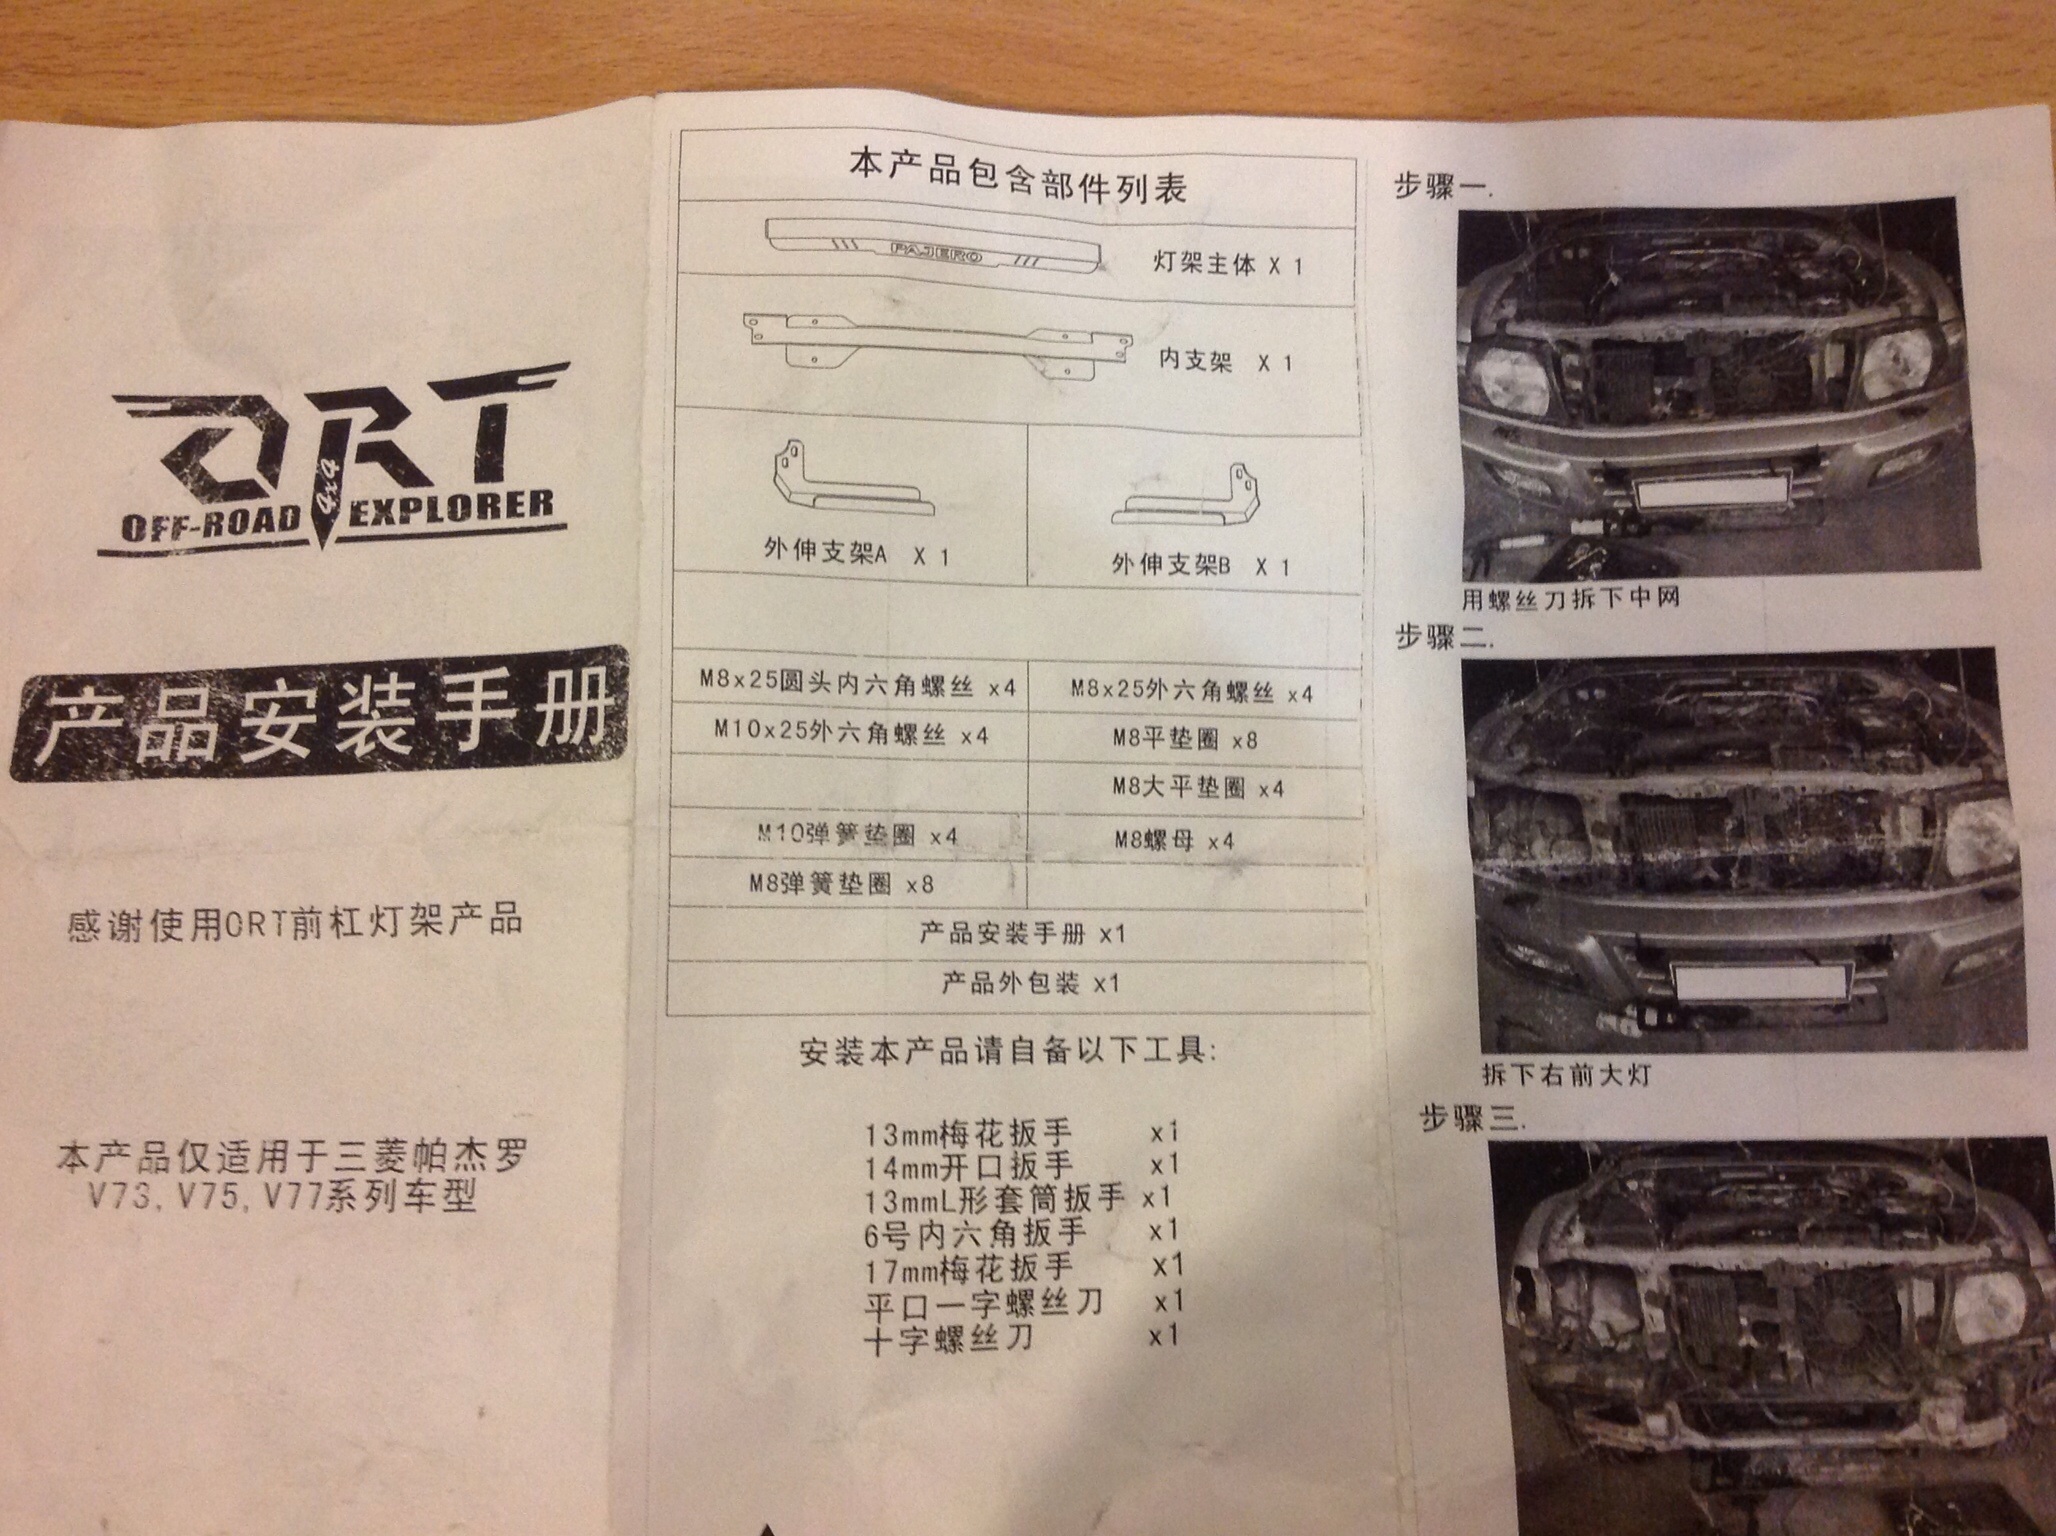 ORT
4x4
OFF-ROAD EXPLORER
产品安装手册
感谢使用ORT前杠灯架产品
本产品仅适用于三菱帕杰罗
V73, V75, V77系列车型
本产品包含部件列表
PAJERO
灯架主体 X 1
内支架 X 1
外伸支架A X 1
外伸支架B X 1
M8x25圆头内六角螺丝 x4
M8x25外六角螺丝 x4
M10x25外六角螺丝 x4
M8平垫圈 x8
M8大平垫圈 x4
M10弹簧垫圈 x4
M8螺母 x4
M8弹簧垫圈 x8
产品安装手册 x1
产品外包装 x1
安装本产品请自备以下工具:
13mm梅花扳手 x1
14mm开口扳手 x1
13mmL形套筒扳手 x1
6号内六角扳手 x1
17mm梅花扳手 x1
平口一字螺丝刀 x1
十字螺丝刀 x1
步骤一.
用螺丝刀拆下中网
步骤二.
拆下右前大灯
步骤三.